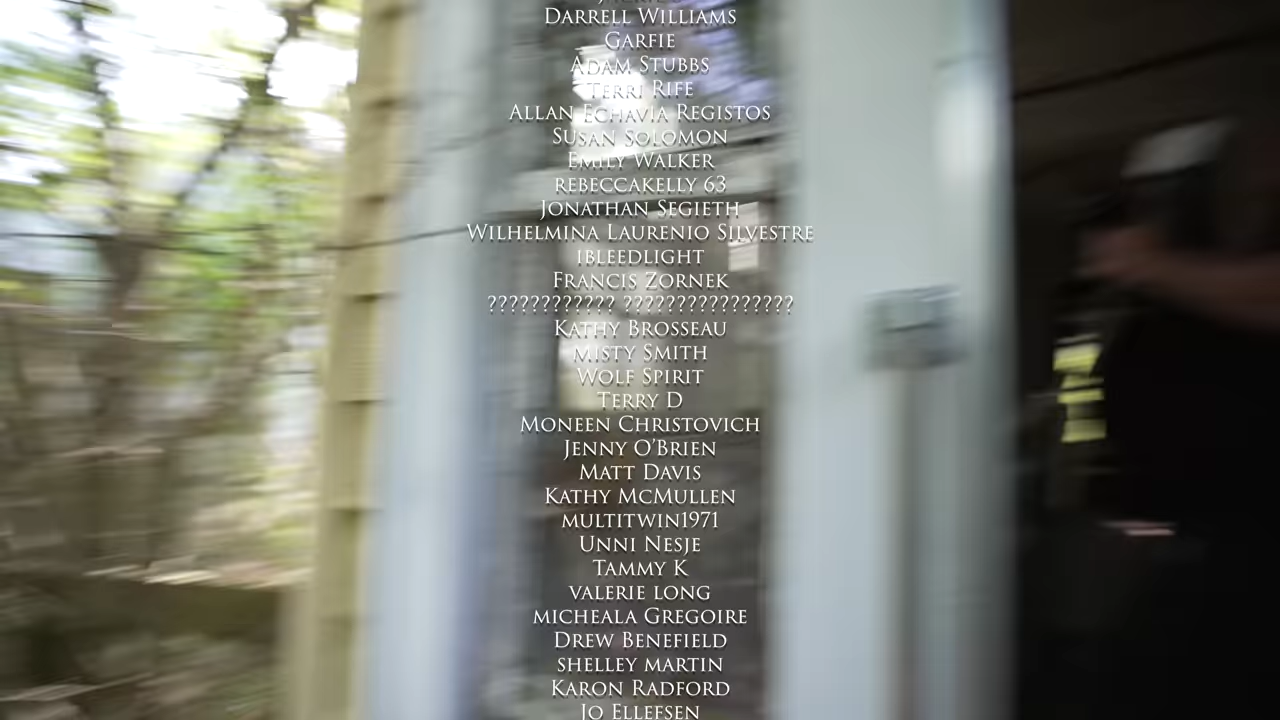 Darrell Williams
Garfie
Adam Stubbs
Terri Rife
Allan Echavia Registos
Susan Solomon
Emily Walker
rebeccakelly 63
Jonathan Segieth
Wilhelmina Laurenio Silvestre
ibleedlight
Francis Zornek
???????????? ????????????????
Kathy Brosseau
misty Smith
Wolf Spirit
Terry D
Moneen Christovich
Jenny O'Brien
Matt Davis
Kathy McMullen
multitwin1971
Unni Nesje
Tammy K
valerie long
micheala Gregoire
Drew Benefield
shelley martin
Karon Radford
Jo Ellefsen